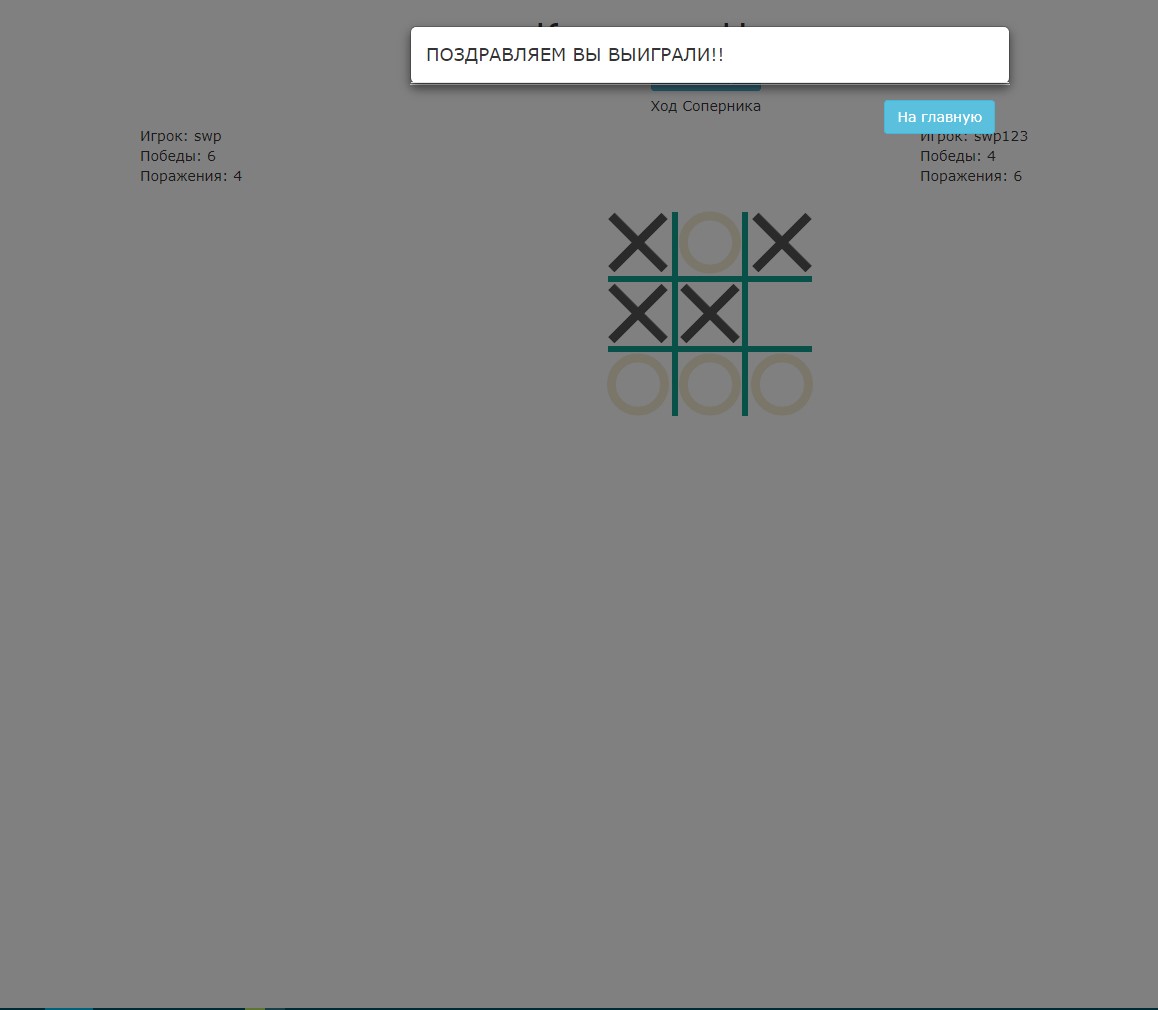 ПОЗДРАВЛЯЕМ ВЫ ВЫИГРАЛИ!!
Ход Соперника
На главную
Игрок: swp
Победы: 6
Поражения: 4
Игрок: swp123
Победы: 4
Поражения: 6